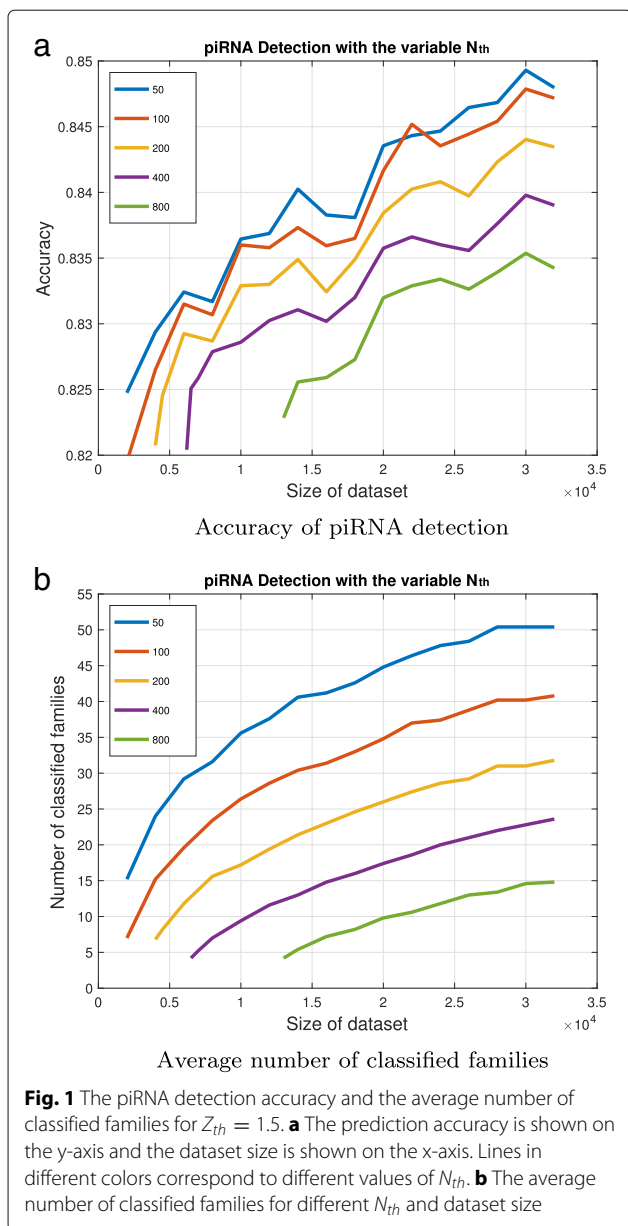 a
piRNA Detection with the variable Nth
0.85
0.845
0.84
0.835
0.83
0.825
0.82
Accuracy
50
100
200
400
800
0 0.5 1 1.5 2 2.5 3 3.5
Size of dataset ×10⁴
Accuracy of piRNA detection
b
piRNA Detection with the variable Nth
55
50
45
40
35
30
25
20
15
10
5
0
Number of classified families
50
100
200
400
800
0 0.5 1 1.5 2 2.5 3 3.5
Size of dataset ×10⁴
Average number of classified families
Fig. 1 The piRNA detection accuracy and the average number of
classified families for Zth = 1.5. a The prediction accuracy is shown on
the y-axis and the dataset size is shown on the x-axis. Lines in
different colors correspond to different values of Nth. b The average
number of classified families for different Nth and dataset size